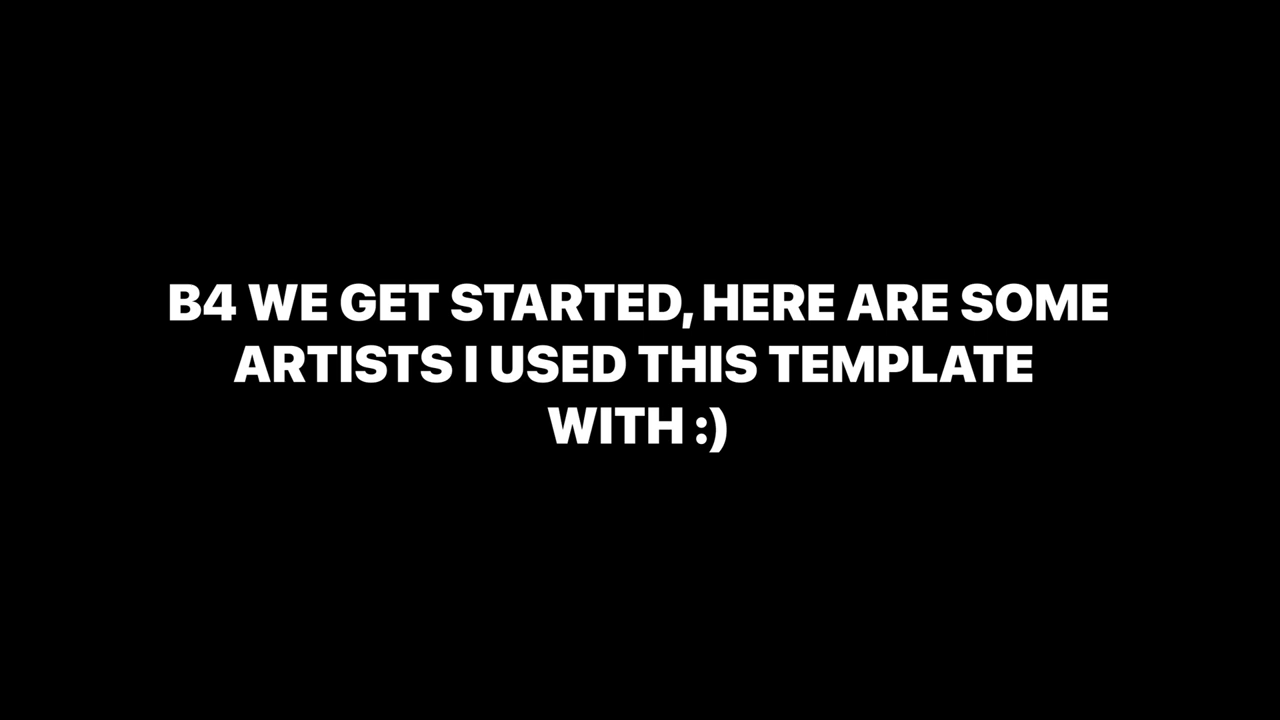 B4 WE GET STARTED, HERE ARE SOME
ARTISTS I USED THIS TEMPLATE
WITH :)